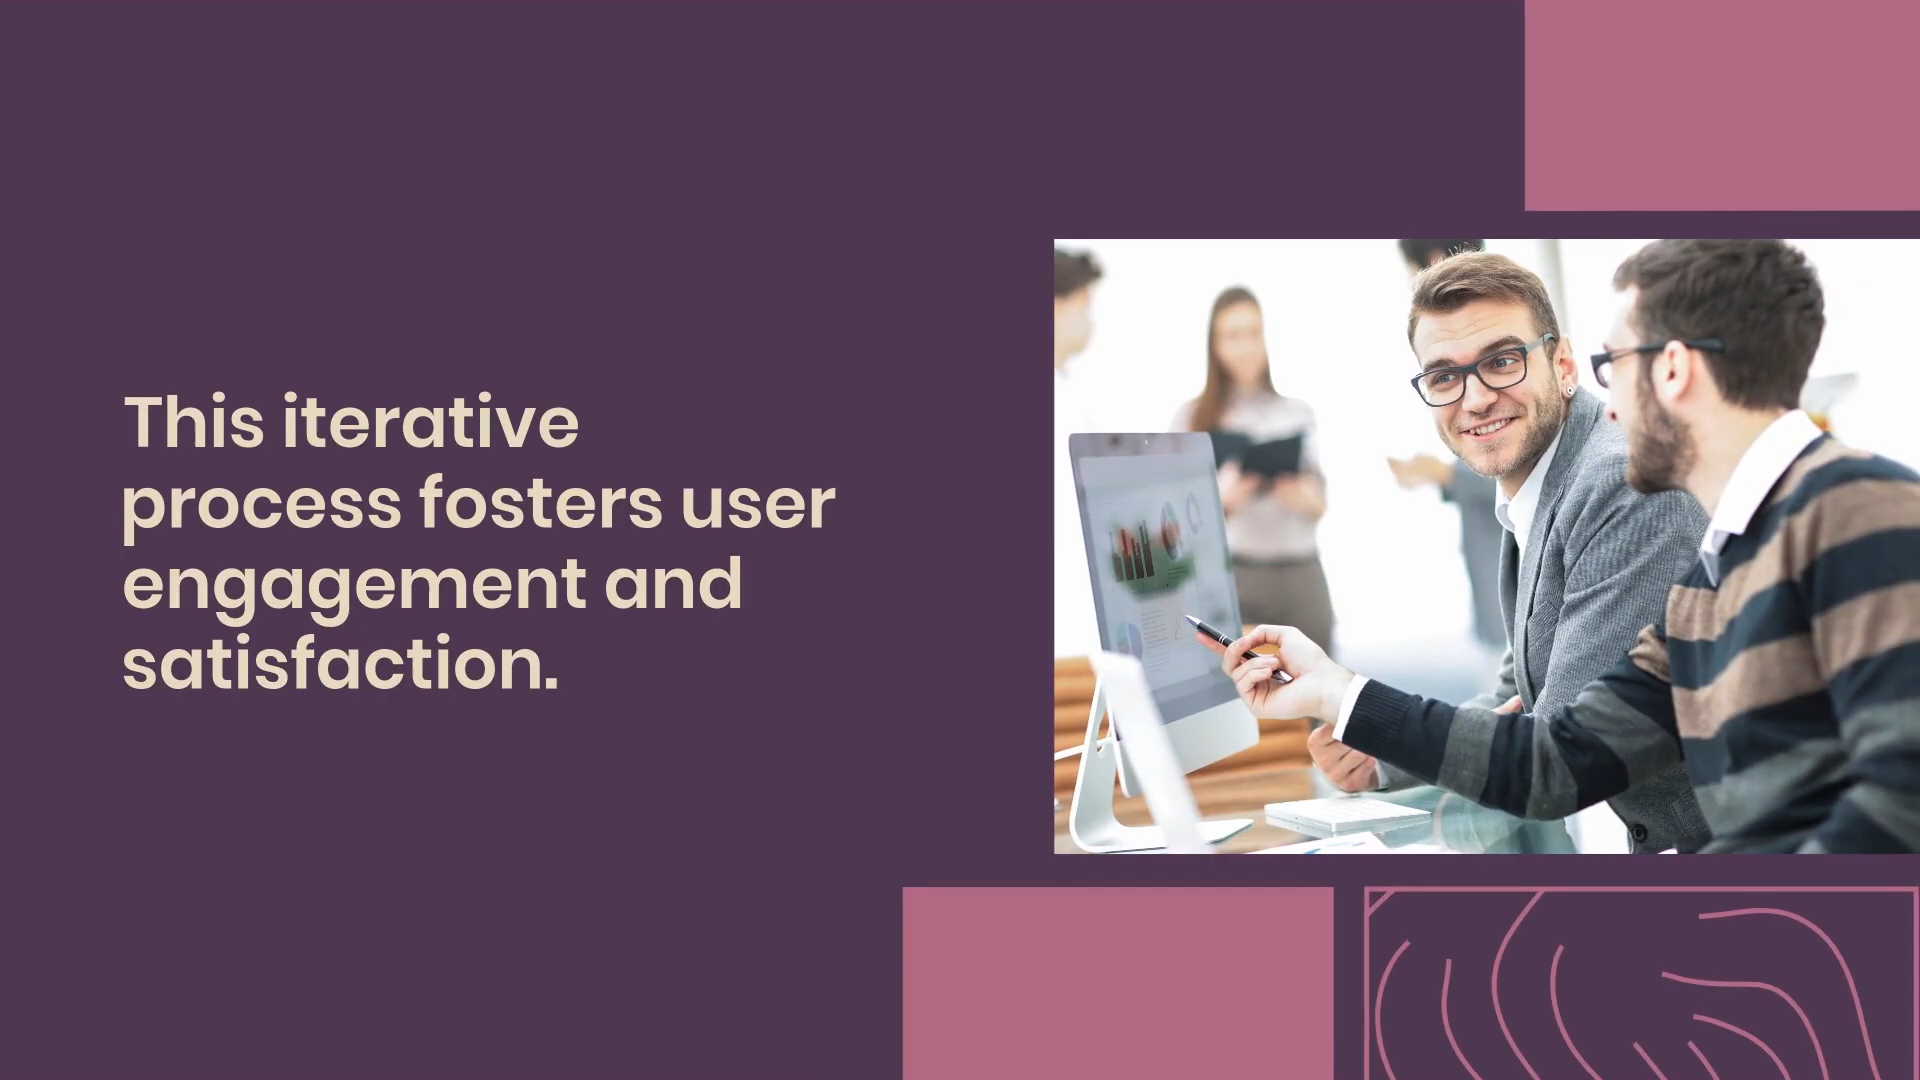 This iterative
process fosters user
engagement and
satisfaction.